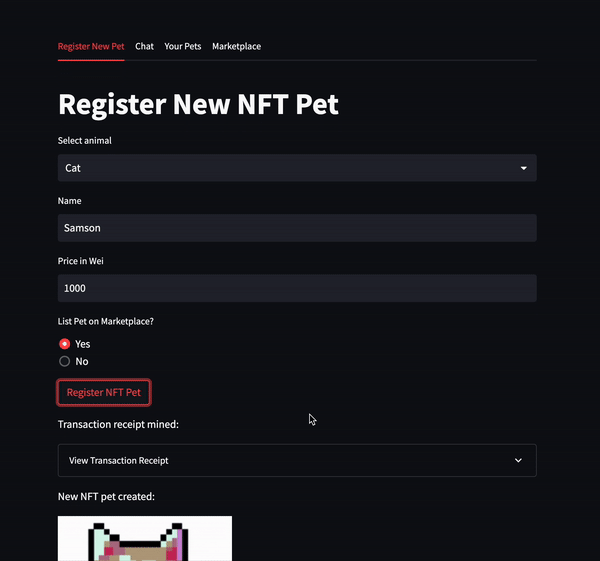 Register New Pet Chat Your Pets Marketplace
Register New NFT Pet
Select animal
Cat
Name
Samson
Price in Wei
1000
List Pet on Marketplace?
Yes
No
Register NFT Pet
Transaction receipt mined:
View Transaction Receipt
New NFT pet created: